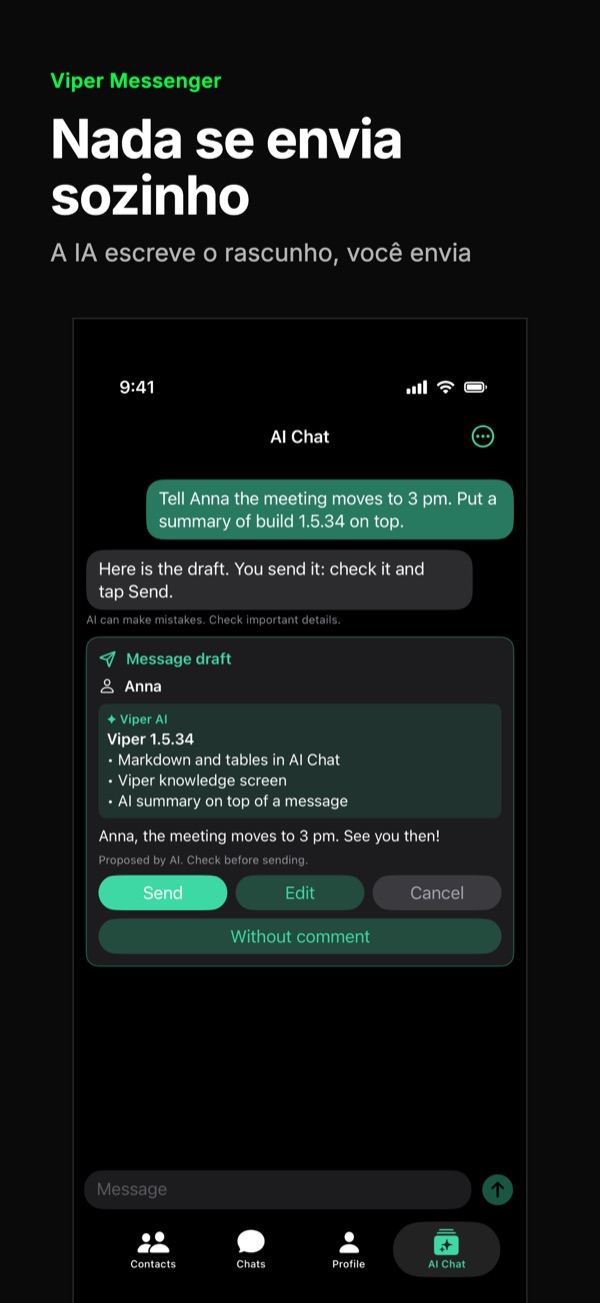 Viper Messenger
Nada se envia
sozinho
A IA escreve o rascunho, você envia
9:41
AI Chat
Tell Anna the meeting moves to 3 pm. Put a
summary of build 1.5.34 on top.
Here is the draft. You send it: check it and
tap Send.
AI can make mistakes. Check important details.
Message draft
Anna
Viper AI
Viper 1.5.34
• Markdown and tables in AI Chat
• Viper knowledge screen
• AI summary on top of a message
Anna, the meeting moves to 3 pm. See you then!
Proposed by AI. Check before sending.
Send Edit Cancel
Without comment
Message
Contacts Chats Profile AI Chat